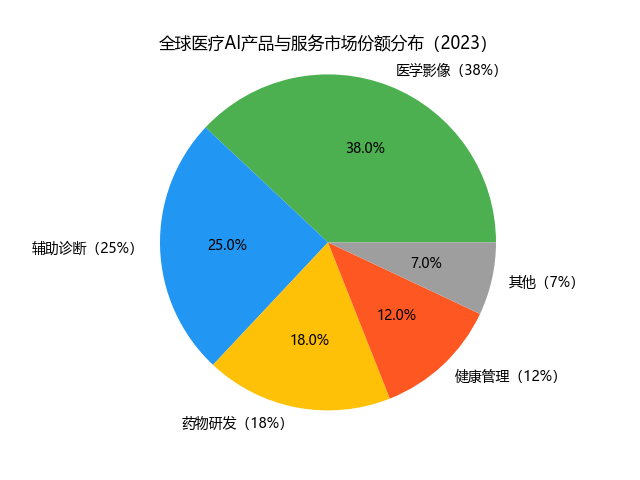 全球医疗AI产品与服务市场份额分布（2023）
医学影像（38%）
38.0%
辅助诊断（25%）
25.0%
7.0%
其他（7%）
12.0%
18.0%
健康管理（12%）
药物研发（18%）